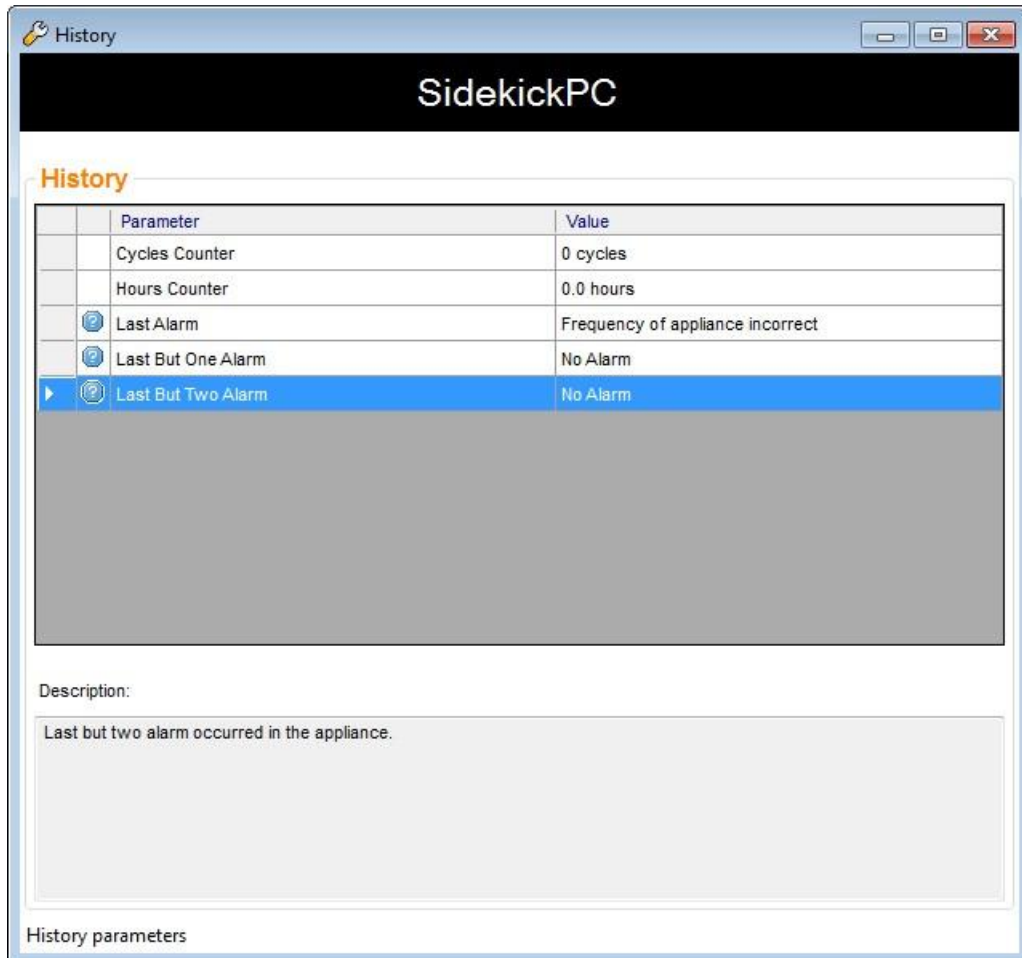 History
SidekickPC
History
Parameter Value
Cycles Counter 0 cycles
Hours Counter 0.0 hours
Last Alarm Frequency of appliance incorrect
Last But One Alarm No Alarm
Last But Two Alarm No Alarm
Description:
Last but two alarm occurred in the appliance.
History parameters